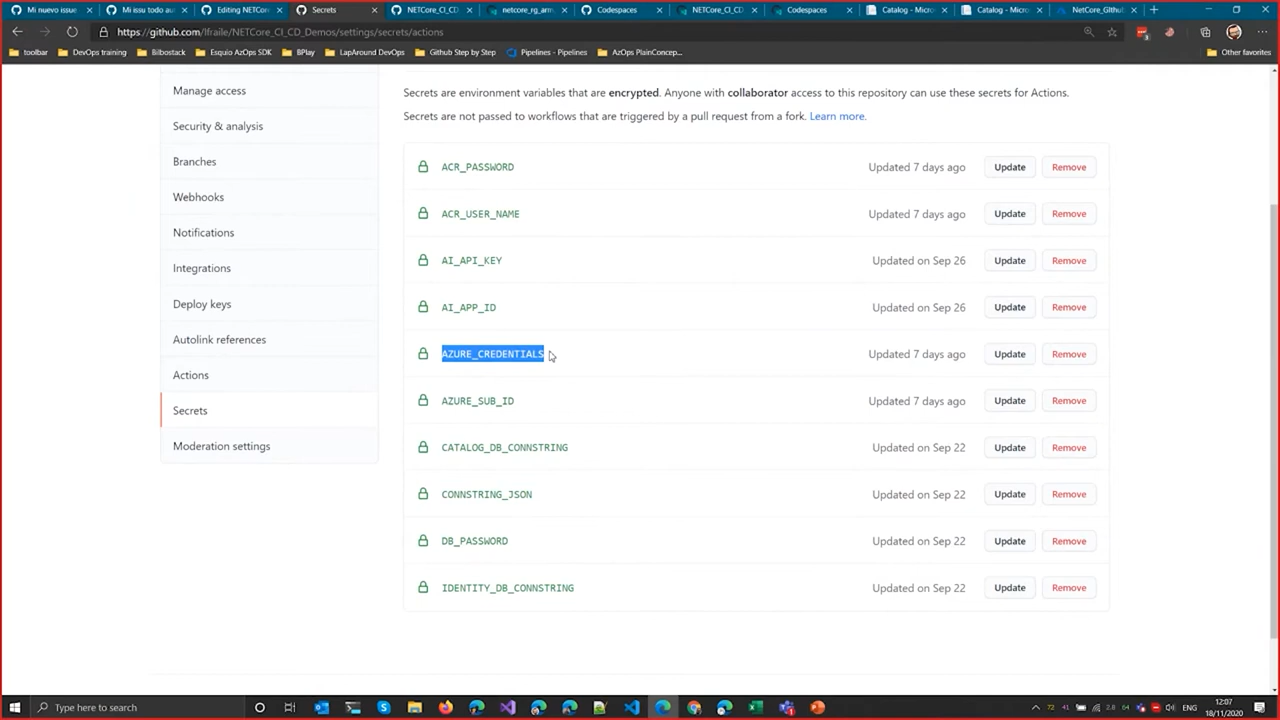 Mi nuevo issue
Mi issu todo au
Editing NETCor
Secrets
NETCore_CI_CD
netcore_rg_arm
Codespaces
NETCore_CI_CD
Codespaces
Catalog - Micro
Catalog - Micros
NetCore_GIthu
https://github.com/lfraile/NETCore_CI_CD_Demos/settings/secrets/actions
toolbar
DevOps training
Bilbostack
Esquio AzOps SDK
BPlay
LapAround DevOps
Github Step by Step
Pipelines - Pipelines
AzOps PlainConcep...
Other favorites
Manage access
Security & analysis
Branches
Webhooks
Notifications
Integrations
Deploy keys
Autolink references
Actions
Secrets
Moderation settings
Secrets are environment variables that are encrypted. Anyone with collaborator access to this repository can use these secrets for Actions.
Secrets are not passed to workflows that are triggered by a pull request from a fork. Learn more.
ACR_PASSWORD Updated 7 days ago Update Remove
ACR_USER_NAME Updated 7 days ago Update Remove
AI_API_KEY Updated on Sep 26 Update Remove
AI_APP_ID Updated on Sep 26 Update Remove
AZURE_CREDENTIALS Updated 7 days ago Update Remove
AZURE_SUB_ID Updated 7 days ago Update Remove
CATALOG_DB_CONNSTRING Updated on Sep 22 Update Remove
CONNSTRING_JSON Updated on Sep 22 Update Remove
DB_PASSWORD Updated on Sep 22 Update Remove
IDENTITY_DB_CONNSTRING Updated on Sep 22 Update Remove
Type here to search
72 41 2.8 64
ENG
12:07
18/11/2020